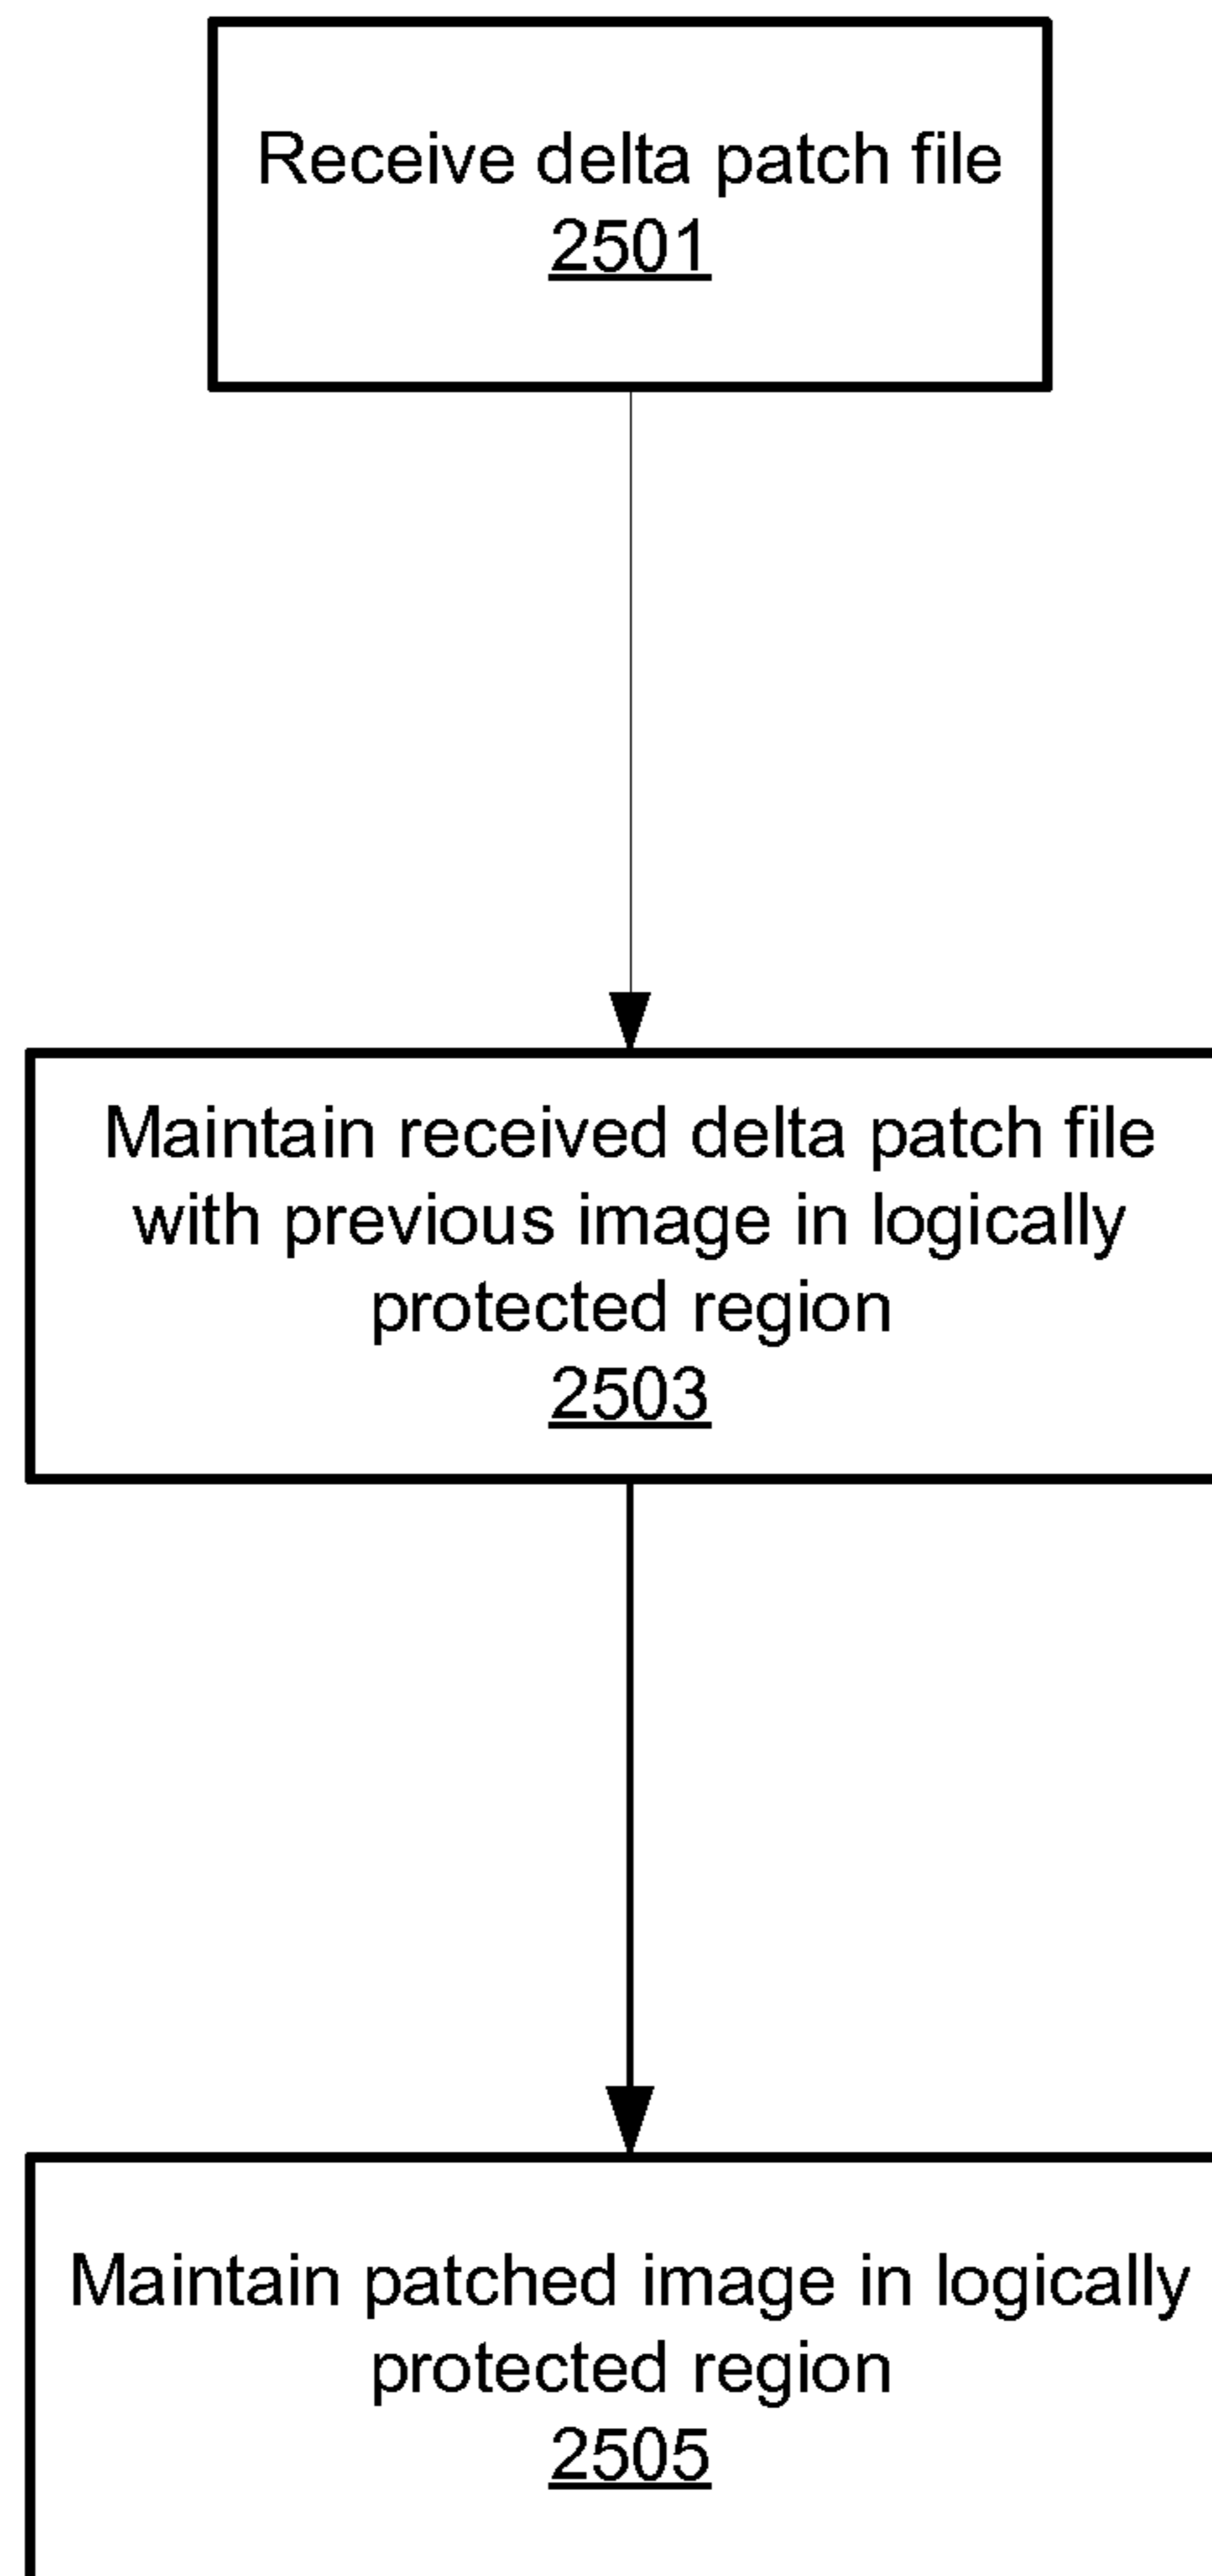 Receive delta patch file
2501
Maintain received delta patch file
with previous image in logically
protected region
2503
Maintain patched image in logically
protected region
2505